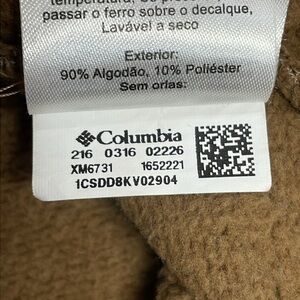 passar o ferro sobre o decalque,
Lavável a seco
Exterior:
90% Algodão, 10% Poliéster
Sem orlas:
Columbia
216 0316 02226
XM6731 1652221
1CSDD8KV02904